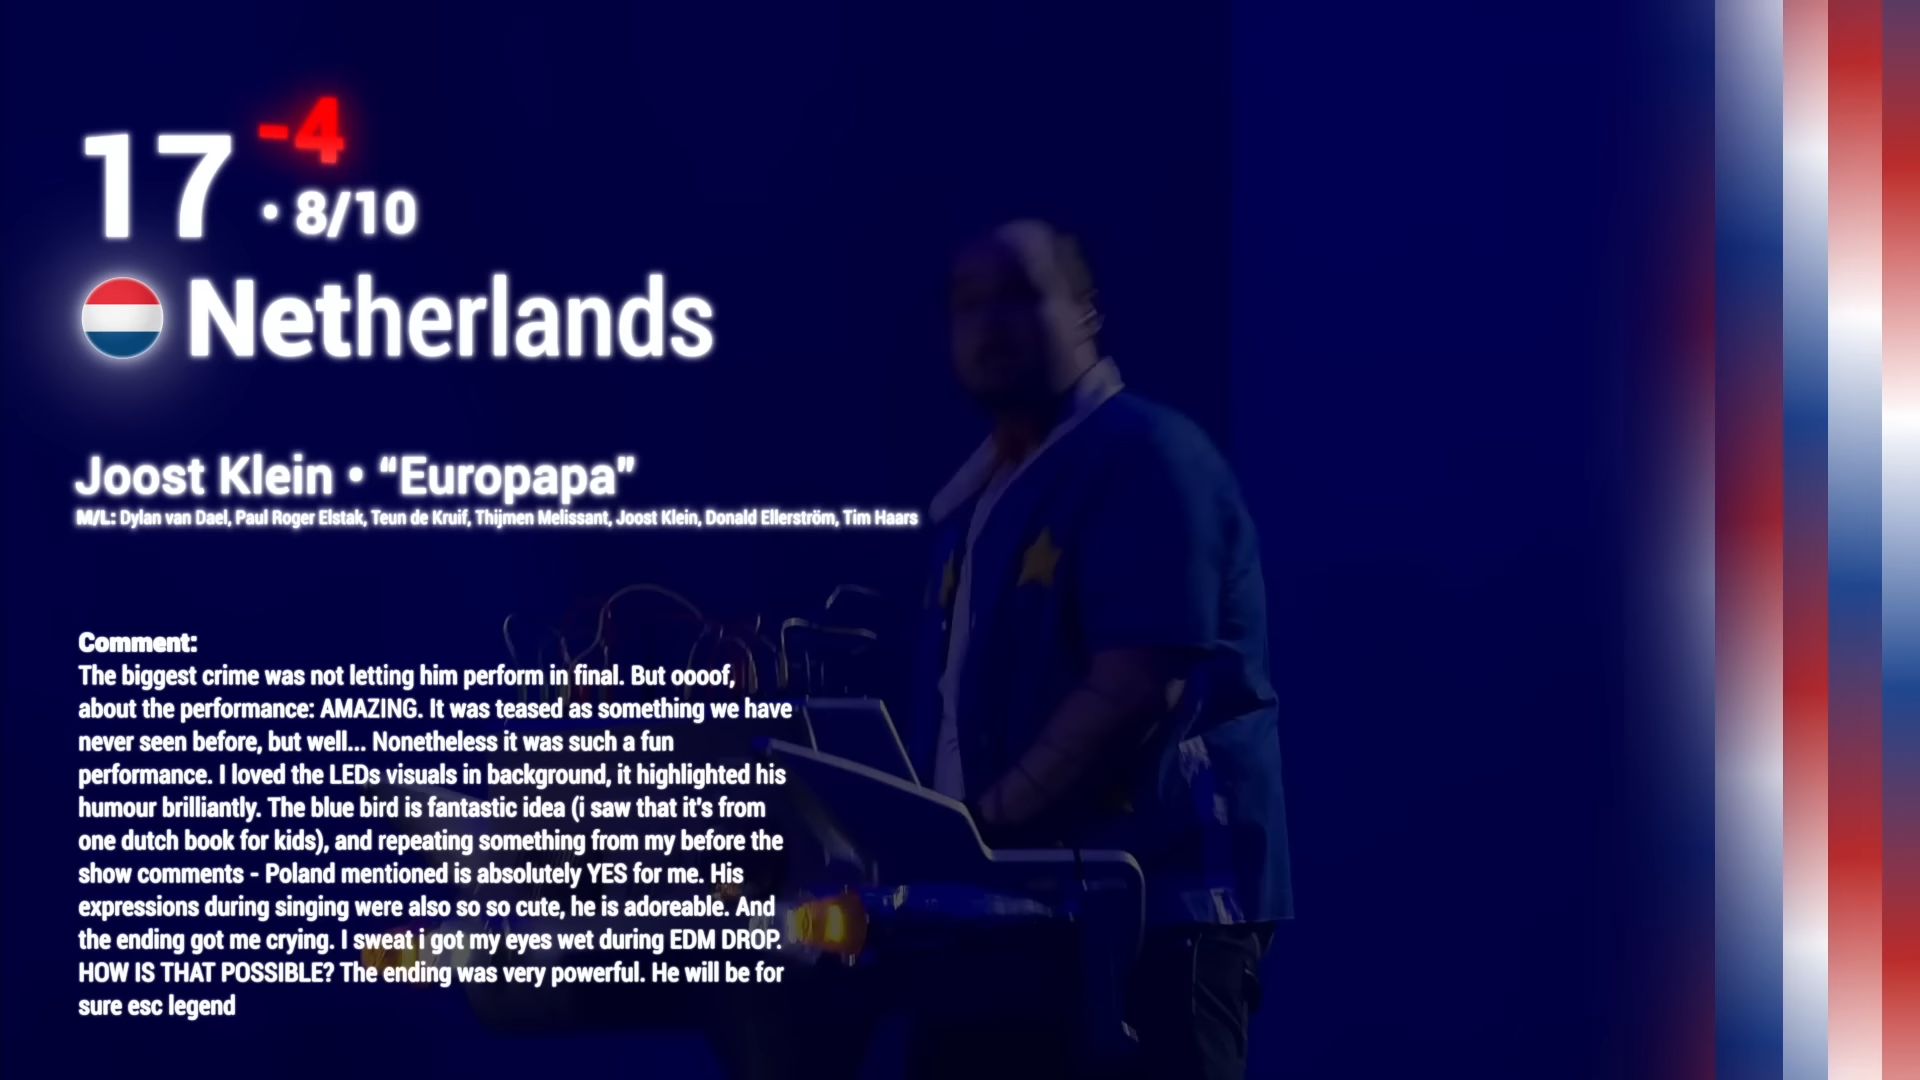 -4
17 • 8/10
Netherlands
Joost Klein • “Europapa”
M/L: Dylan van Dael, Paul Roger Elstak, Teun de Kruif, Thijmen Melissant, Joost Klein, Donald Ellerström, Tim Haars
Comment:
The biggest crime was not letting him perform in final. But oooof,
about the performance: AMAZING. It was teased as something we have
never seen before, but well... Nonetheless it was such a fun
performance. I loved the LEDs visuals in background, it highlighted his
humour brilliantly. The blue bird is fantastic idea (i saw that it's from
one dutch book for kids), and repeating something from my before the
show comments - Poland mentioned is absolutely YES for me. His
expressions during singing were also so so cute, he is adoreable. And
the ending got me crying. I sweat i got my eyes wet during EDM DROP.
HOW IS THAT POSSIBLE? The ending was very powerful. He will be for
sure esc legend